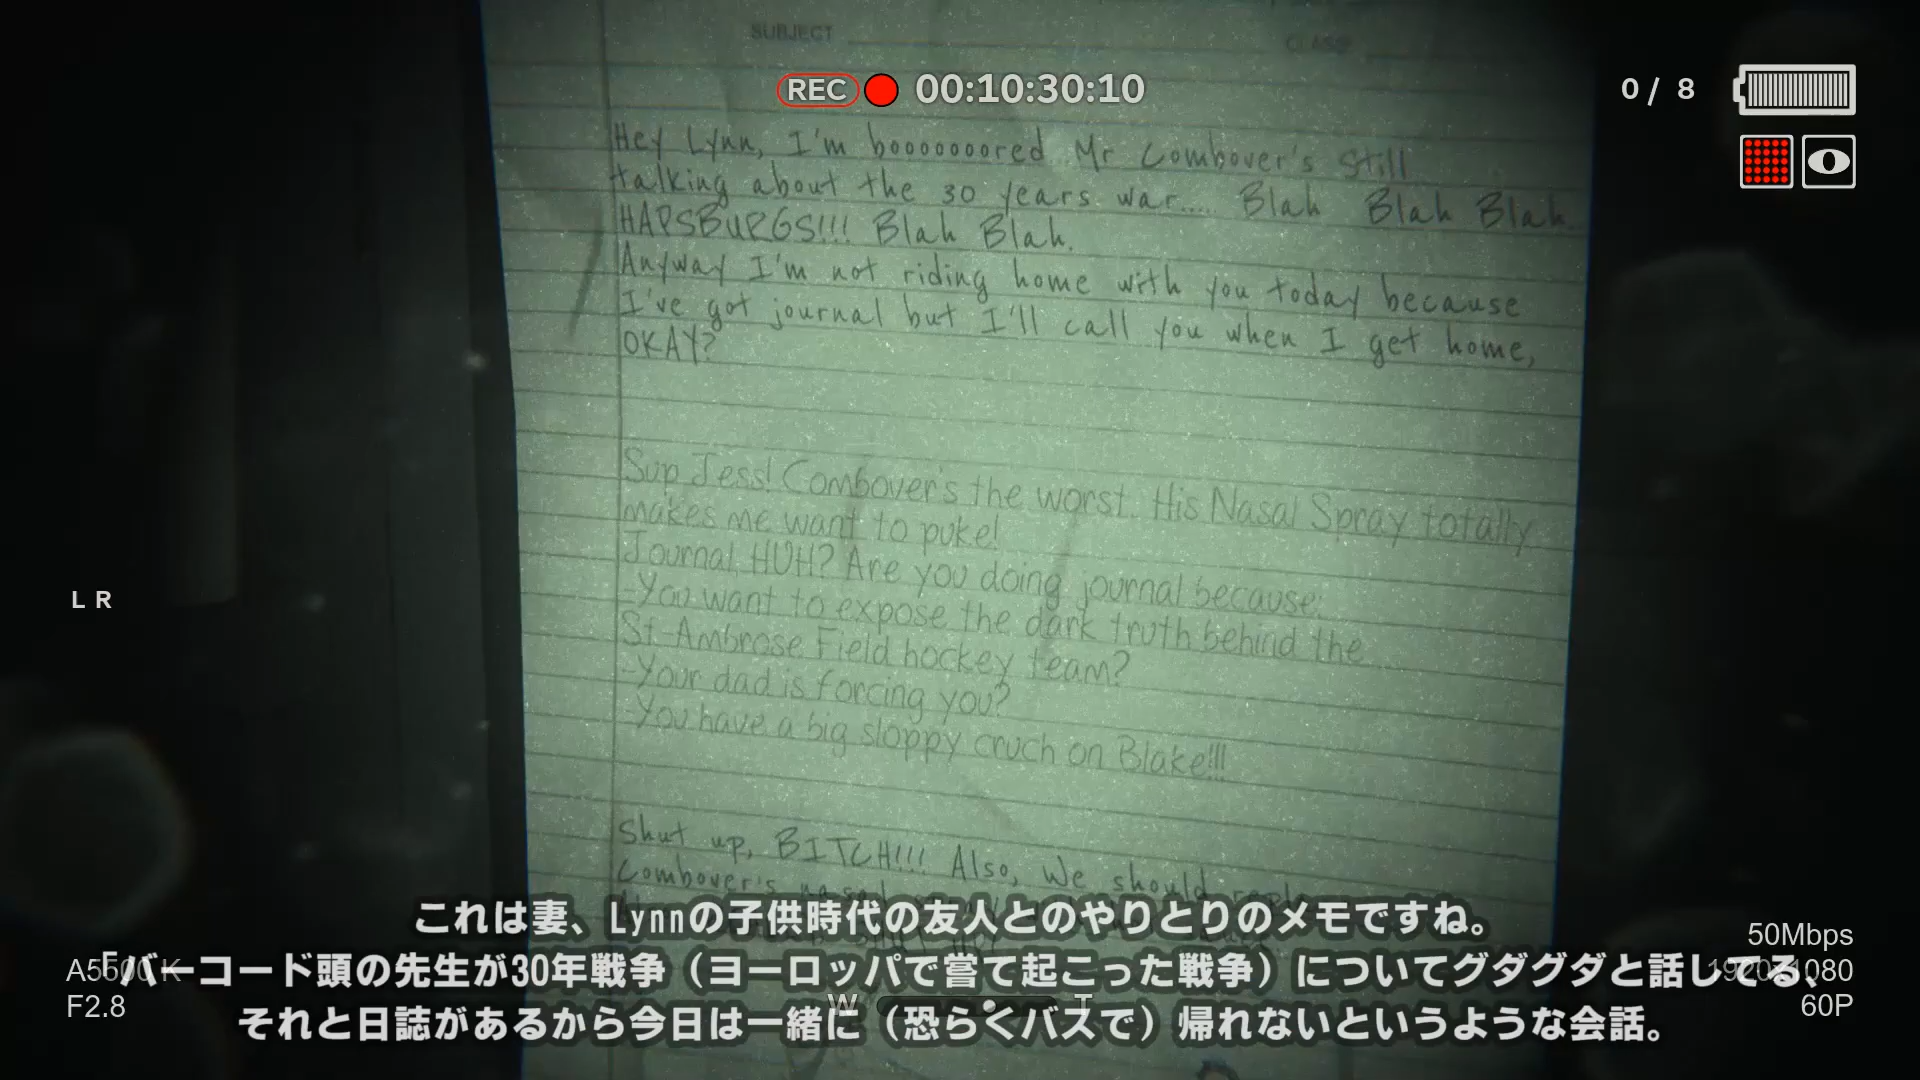 SUBJECT
CLASS
REC 00:10:30:10
0 / 8
Hey Lynn, I'm boooooored. Mr Combover's still
talking about the 30 years war.... Blah Blah Blah.
HAPSBURGS!!! Blah Blah.
Anyway I'm not riding home with you today because
I've got journal but I'll call you when I get home,
OKAY?
Sup Jess! Combover's the worst. His Nasal Spray totally
makes me want to puke!
Journal, HUH? Are you doing journal because:
-You want to expose the dark truth behind the
St. Ambrose Field hockey team?
-Your dad is forcing you?
-You have a big sloppy cruch on Blake!!!
L R
Shut up, BITCH!!! Also, we should
Combover's nasal
これは妻、Lynnの子供時代の友人とのやりとりのメモですね。
「バーコード頭の先生が30年戦争（ヨーロッパで嘗て起こった戦争）についてグダグダと話してる、
それと日誌があるから今日は一緒に（恐らくバスで）帰れないというような会話。
A5500 K
F2.8
W T
50Mbps
1920x1080
60P